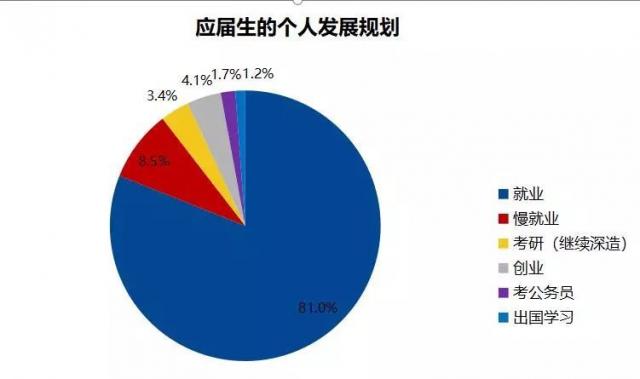 应届生的个人发展规划
4.1%
1.7%
1.2%
3.4%
8.5%
81.0%
就业
慢就业
考研（继续深造）
创业
考公务员
出国学习